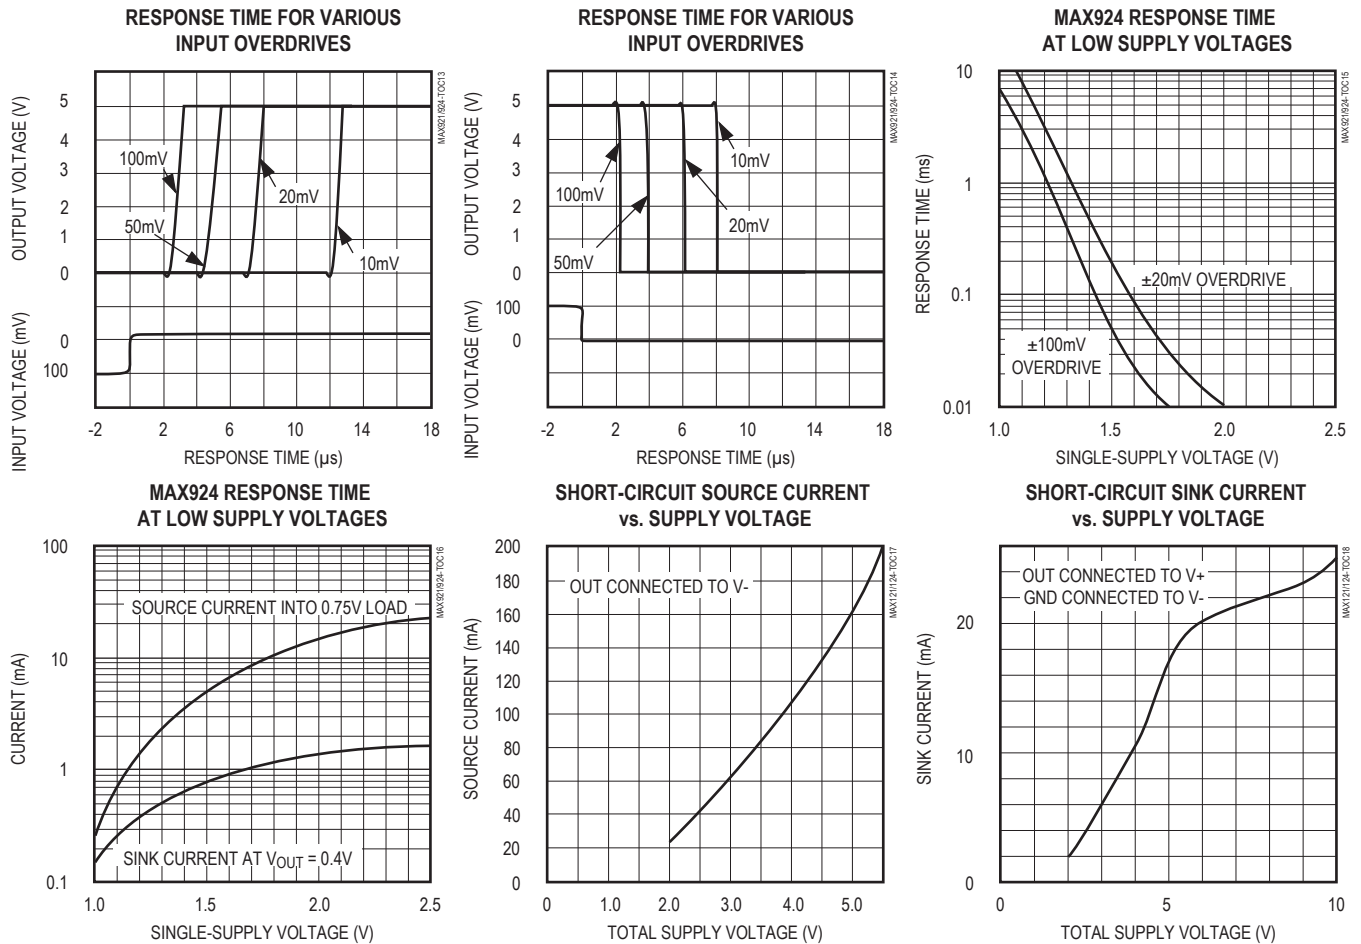 RESPONSE TIME FOR VARIOUS
INPUT OVERDRIVES
MAX921/924-TOC13
OUTPUT VOLTAGE (V)
5
4
3
2
1
0
100mV
50mV
20mV
10mV
INPUT VOLTAGE (mV)
0
100
-2 2 6 10 14 18
RESPONSE TIME (µs)
RESPONSE TIME FOR VARIOUS
INPUT OVERDRIVES
MAX921/924-TOC14
OUTPUT VOLTAGE (V)
5
4
3
2
1
0
10mV
100mV
20mV
50mV
INPUT VOLTAGE (mV)
100
0
-2 2 6 10 14 18
RESPONSE TIME (µs)
MAX924 RESPONSE TIME
AT LOW SUPPLY VOLTAGES
MAX921/924-TOC15
RESPONSE TIME (ms)
10
1
0.1
0.01
±20mV OVERDRIVE
±100mV
OVERDRIVE
1.0 1.5 2.0 2.5
SINGLE-SUPPLY VOLTAGE (V)
MAX924 RESPONSE TIME
AT LOW SUPPLY VOLTAGES
MAX921/924-TOC16
CURRENT (mA)
100
10
1
0.1
SOURCE CURRENT INTO 0.75V LOAD
SINK CURRENT AT VOUT = 0.4V
1.0 1.5 2.0 2.5
SINGLE-SUPPLY VOLTAGE (V)
SHORT-CIRCUIT SOURCE CURRENT
vs. SUPPLY VOLTAGE
MAX121/124-TOC17
SOURCE CURRENT (mA)
200
180
160
140
120
100
80
60
40
20
0
OUT CONNECTED TO V-
0 1.0 2.0 3.0 4.0 5.0
TOTAL SUPPLY VOLTAGE (V)
SHORT-CIRCUIT SINK CURRENT
vs. SUPPLY VOLTAGE
MAX121/124-TOC18
SINK CURRENT (mA)
20
10
0
OUT CONNECTED TO V+
GND CONNECTED TO V-
0 5 10
TOTAL SUPPLY VOLTAGE (V)